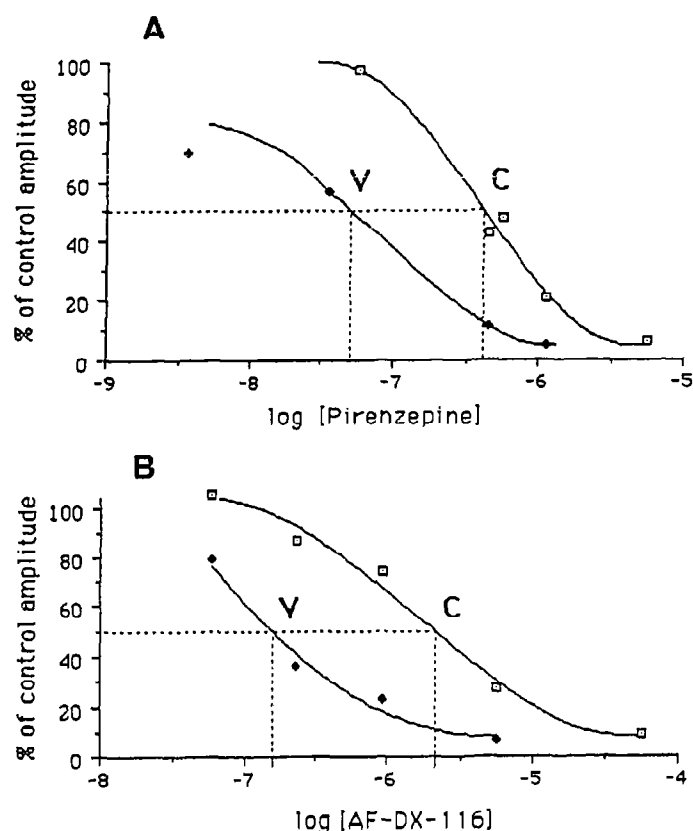 A
% of control amplitude
100
80
60
40
20
0
V
C
-9
-8
-7
-6
-5
log [Pirenzepine]
B
% of control amplitude
100
80
60
40
20
0
V
C
-8
-7
-6
-5
-4
log [AF-DX-116]